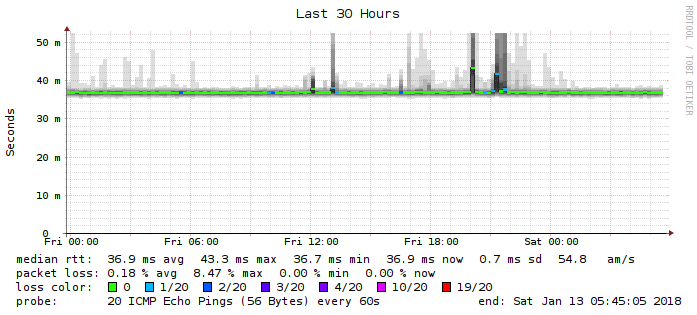 Last 30 Hours
RRDTOOL / TOBI OETIKER
Seconds
50 m
40 m
30 m
20 m
10 m
0
Fri 00:00 Fri 06:00 Fri 12:00 Fri 18:00 Sat 00:00
median rtt: 36.9 ms avg 43.3 ms max 36.7 ms min 36.9 ms now 0.7 ms sd 54.8 am/s
packet loss: 0.18 % avg 8.47 % max 0.00 % min 0.00 % now
loss color: 0 1/20 2/20 3/20 4/20 10/20 19/20
probe: 20 ICMP Echo Pings (56 Bytes) every 60s end: Sat Jan 13 05:45:05 2018